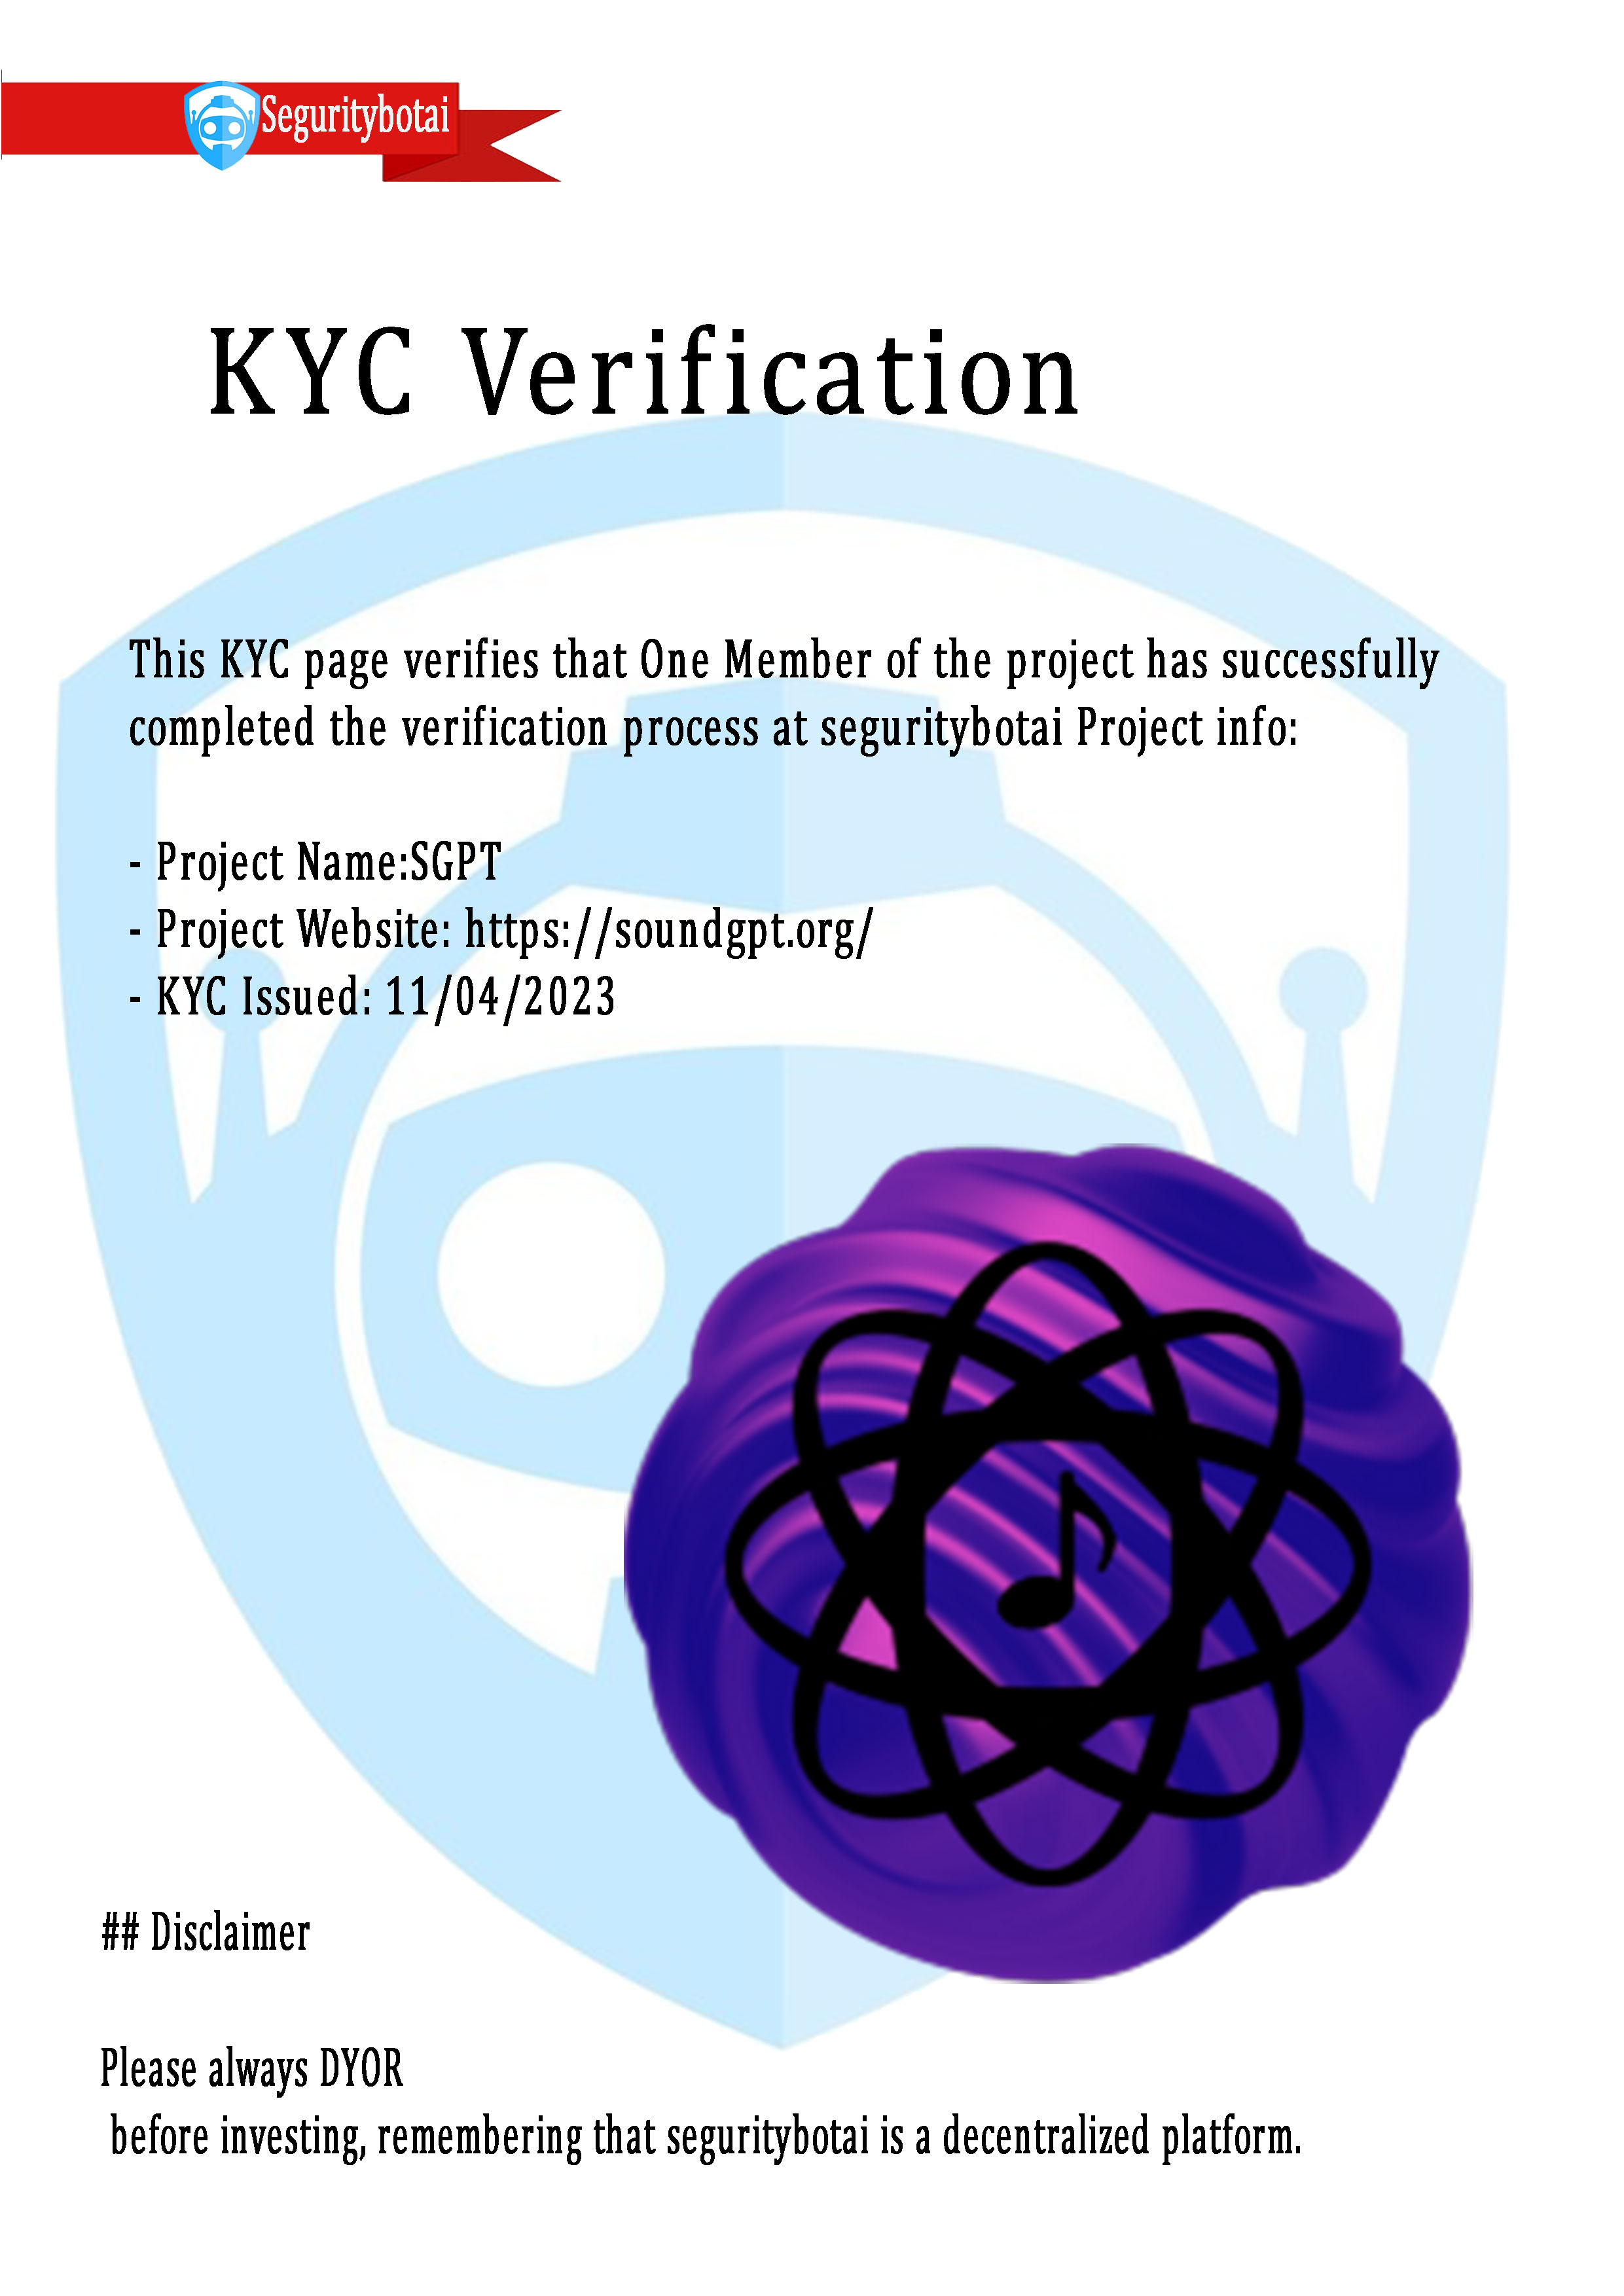 Seguritybotai
KYC Verification
This KYC page verifies that One Member of the project has successfully
completed the verification process at seguritybotai Project info:
- Project Name:SGPT
- Project Website: https://soundgpt.org/
- KYC Issued: 11/04/2023
## Disclaimer
Please always DYOR
before investing, remembering that seguritybotai is a decentralized platform.